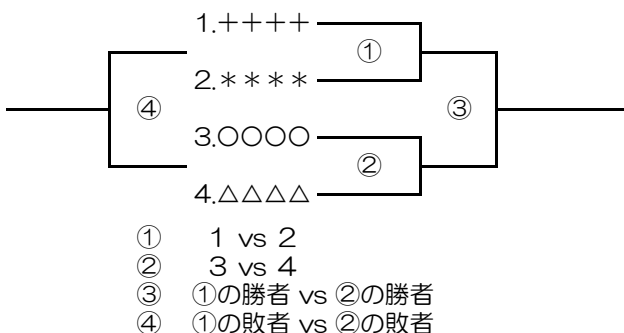 1.++++
①
2.＊＊＊＊
④
③
3.〇〇〇〇
②
4.△△△△
① 1 vs 2
② 3 vs 4
③ ①の勝者 vs ②の勝者
④ ①の敗者 vs ②の敗者